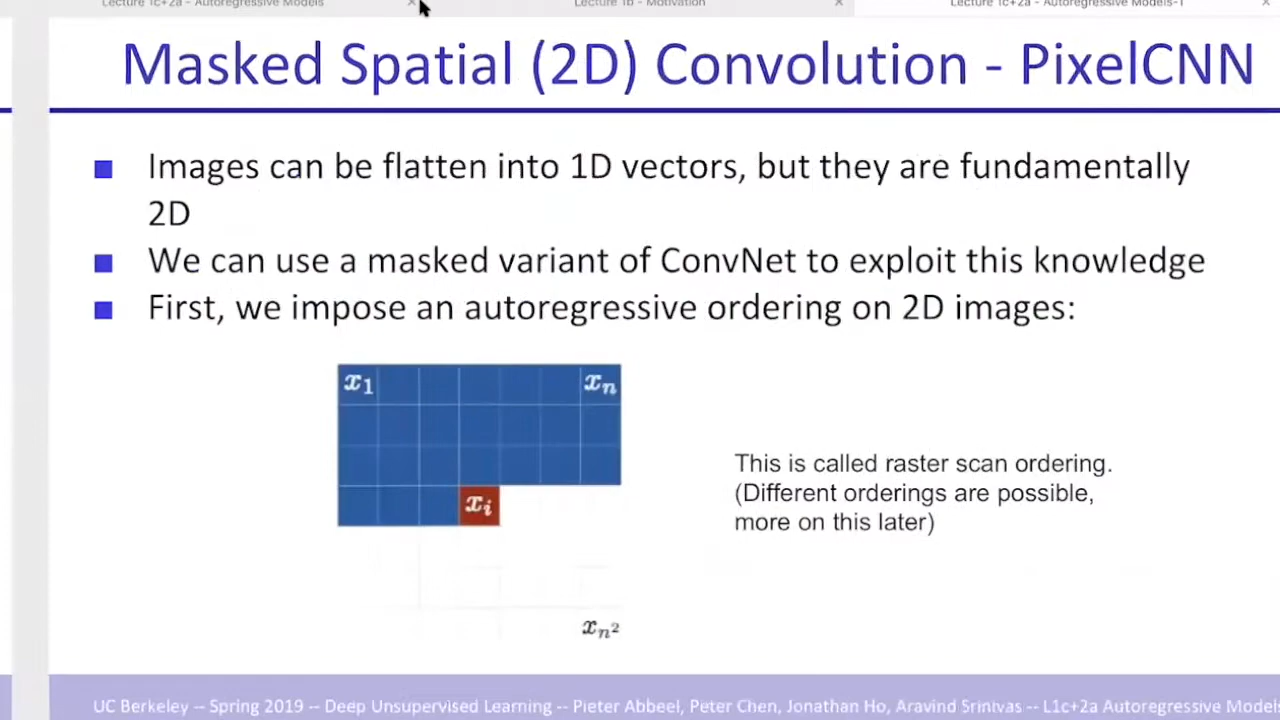 Lecture 1c+2a - Autoregressive Models
Lecture 1b - Motivation
Lecture 1c+2a - Autoregressive Models-1
Masked Spatial (2D) Convolution - PixelCNN
Images can be flatten into 1D vectors, but they are fundamentally
2D
We can use a masked variant of ConvNet to exploit this knowledge
First, we impose an autoregressive ordering on 2D images:
x₁ xₙ
xᵢ
This is called raster scan ordering.
(Different orderings are possible,
more on this later)
xₙ²
UC Berkeley -- Spring 2019 -- Deep Unsupervised Learning -- Pieter Abbeel, Peter Chen, Jonathan Ho, Aravind Srinivas -- L1c+2a Autoregressive Models